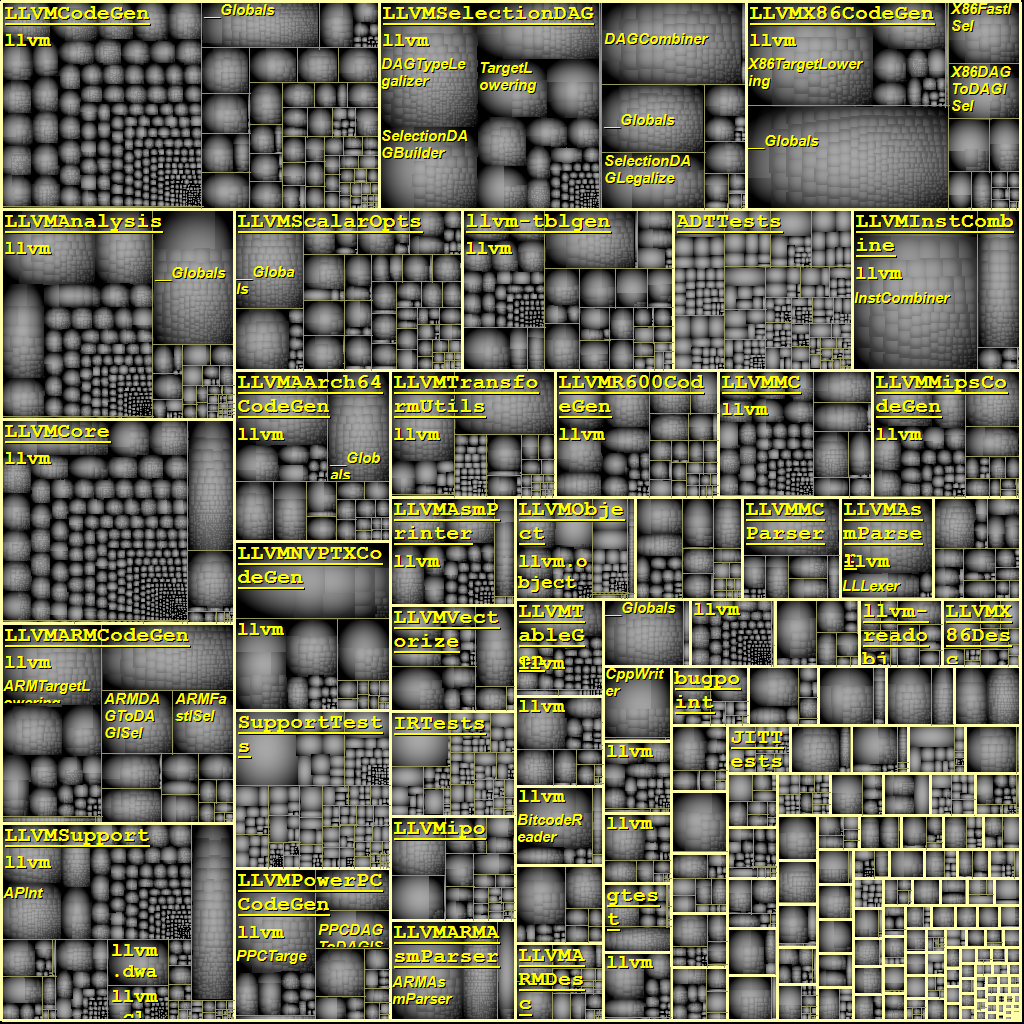 LLVMCodeGen
llvm
__Globals
LLVMSelectionDAG
llvm
DAGTypeLe
galizer
TargetL
owering
SelectionDA
GBuilder
DAGCombiner
__Globals
SelectionDA
GLegalize
LLVMX86CodeGen
llvm
X86TargetLower
ing
__Globals
X86FastI
Sel
X86DAG
ToDAGI
Sel
LLVMAnalysis
llvm
__Globals
LLVMScalarOpts
__Globa
ls
llvm-tblgen
llvm
ADTTests
LLVMInstComb
ine
llvm
InstCombiner
LLVMAArch64
CodeGen
llvm
__Glob
als
LLVMTransfo
rmUtils
llvm
LLVMR600Cod
eGen
llvm
LLVMMC
llvm
LLVMMipsCo
deGen
llvm
LLVMCore
llvm
LLVMAsmP
rinter
llvm
LLVMObje
ct
llvm.o
bject
LLVMMC
Parser
LLVMAs
mParse
r
llvm
LLLexer
LLVMNVPTXCo
deGen
llvm
LLVMVect
orize
LLVMT
ableG
en
llvm
__Globals
llvm
llvm-
readobj
LLVMX
86Des
c
LLVMARMCodeGen
llvm
ARMTargetL
owering
ARMDA
GToDA
GISel
ARMFa
stISel
CppWrit
er
bugpo
int
llvm
SupportTest
s
IRTests
JITT
ests
llvm
llvm
BitcodeR
eader
llvm
LLVMSupport
llvm
APInt
llvm
.dwa
llvm
LLVMipo
LLVMPowerPC
CodeGen
llvm
PPCTarge
PPCDAG
ToDAGIS
gtes
t
LLVMARMA
smParser
ARMAs
mParser
LLVMA
RMDes
c
llvm